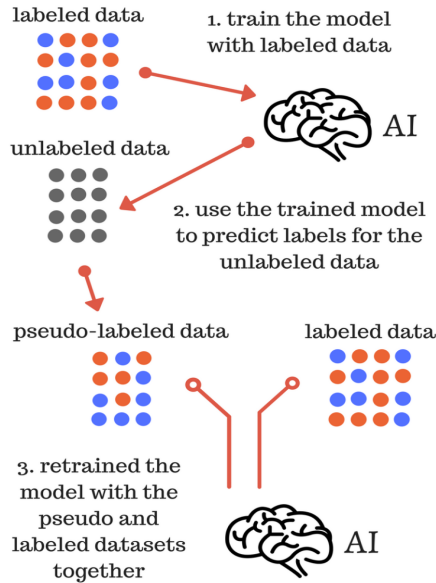 labeled data
1. train the model
with labeled data
AI
unlabeled data
2. use the trained model
to predict labels for the
unlabeled data
pseudo-labeled data
labeled data
3. retrained the
model with the
pseudo and
labeled datasets
together
AI